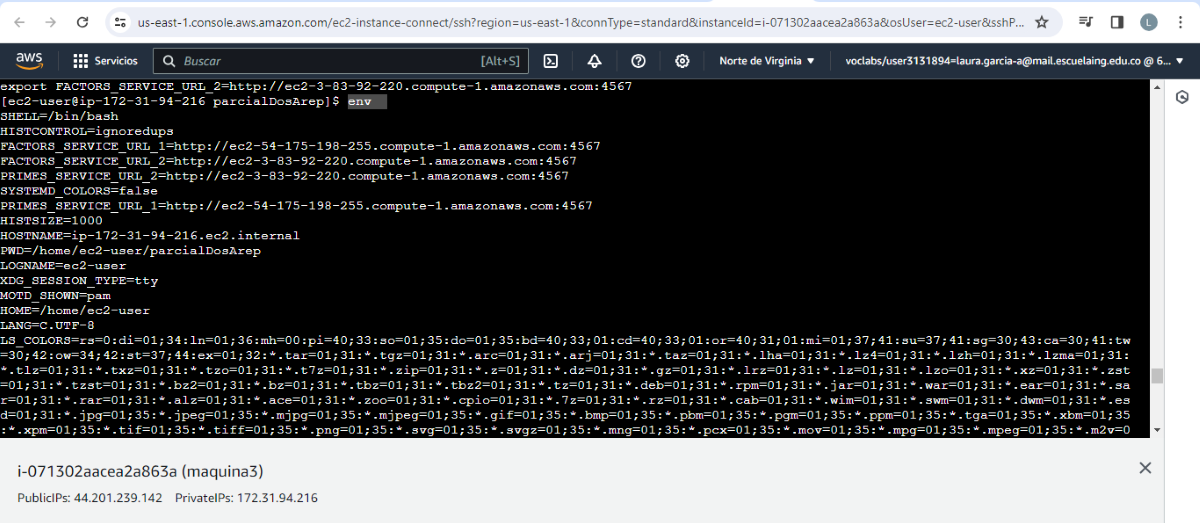 us-east-1.console.aws.amazon.com/ec2-instance-connect/ssh?region=us-east-1&connType=standard&instanceId=i-071302aacea2a863a&osUser=ec2-user&sshP...
L
aws Servicios Buscar [Alt+S] Norte de Virginia ▼ voclabs/user3131894=laura.garcia-a@mail.escuelaing.edu.co @ 6... ▼
export FACTORS_SERVICE_URL_2=http://ec2-3-83-92-220.compute-1.amazonaws.com:4567
[ec2-user@ip-172-31-94-216 parcialDosArep]$ env
SHELL=/bin/bash
HISTCONTROL=ignoredups
FACTORS_SERVICE_URL_1=http://ec2-54-175-198-255.compute-1.amazonaws.com:4567
FACTORS_SERVICE_URL_2=http://ec2-3-83-92-220.compute-1.amazonaws.com:4567
PRIMES_SERVICE_URL_2=http://ec2-3-83-92-220.compute-1.amazonaws.com:4567
SYSTEMD_COLORS=false
PRIMES_SERVICE_URL_1=http://ec2-54-175-198-255.compute-1.amazonaws.com:4567
HISTSIZE=1000
HOSTNAME=ip-172-31-94-216.ec2.internal
PWD=/home/ec2-user/parcialDosArep
LOGNAME=ec2-user
XDG_SESSION_TYPE=tty
MOTD_SHOWN=pam
HOME=/home/ec2-user
LANG=C.UTF-8
LS_COLORS=rs=0:di=01;34:ln=01;36:mh=00:pi=40;33:so=01;35:do=01;35:bd=40;33;01:cd=40;33;01:or=40;31;01:mi=01;37;41:su=37;41:sg=30;43:ca=30;41:tw
=30;42:ow=34;42:st=37;44:ex=01;32:*.tar=01;31:*.tgz=01;31:*.arc=01;31:*.arj=01;31:*.taz=01;31:*.lha=01;31:*.lz4=01;31:*.lzh=01;31:*.lzma=01;31:
*.tlz=01;31:*.txz=01;31:*.tzo=01;31:*.t7z=01;31:*.zip=01;31:*.z=01;31:*.dz=01;31:*.gz=01;31:*.lrz=01;31:*.lz=01;31:*.lzo=01;31:*.xz=01;31:*.zst
=01;31:*.tzst=01;31:*.bz2=01;31:*.bz=01;31:*.tbz=01;31:*.tbz2=01;31:*.tz=01;31:*.deb=01;31:*.rpm=01;31:*.jar=01;31:*.war=01;31:*.ear=01;31:*.sa
r=01;31:*.rar=01;31:*.alz=01;31:*.ace=01;31:*.zoo=01;31:*.cpio=01;31:*.7z=01;31:*.rz=01;31:*.cab=01;31:*.wim=01;31:*.swm=01;31:*.dwm=01;31:*.es
d=01;31:*.jpg=01;35:*.jpeg=01;35:*.mjpg=01;35:*.mjpeg=01;35:*.gif=01;35:*.bmp=01;35:*.pbm=01;35:*.pgm=01;35:*.ppm=01;35:*.tga=01;35:*.xbm=01;35
:*.xpm=01;35:*.tif=01;35:*.tiff=01;35:*.png=01;35:*.svg=01;35:*.svgz=01;35:*.mng=01;35:*.pcx=01;35:*.mov=01;35:*.mpg=01;35:*.mpeg=01;35:*.m2v=0
i-071302aacea2a863a (maquina3)
PublicIPs: 44.201.239.142 PrivateIPs: 172.31.94.216